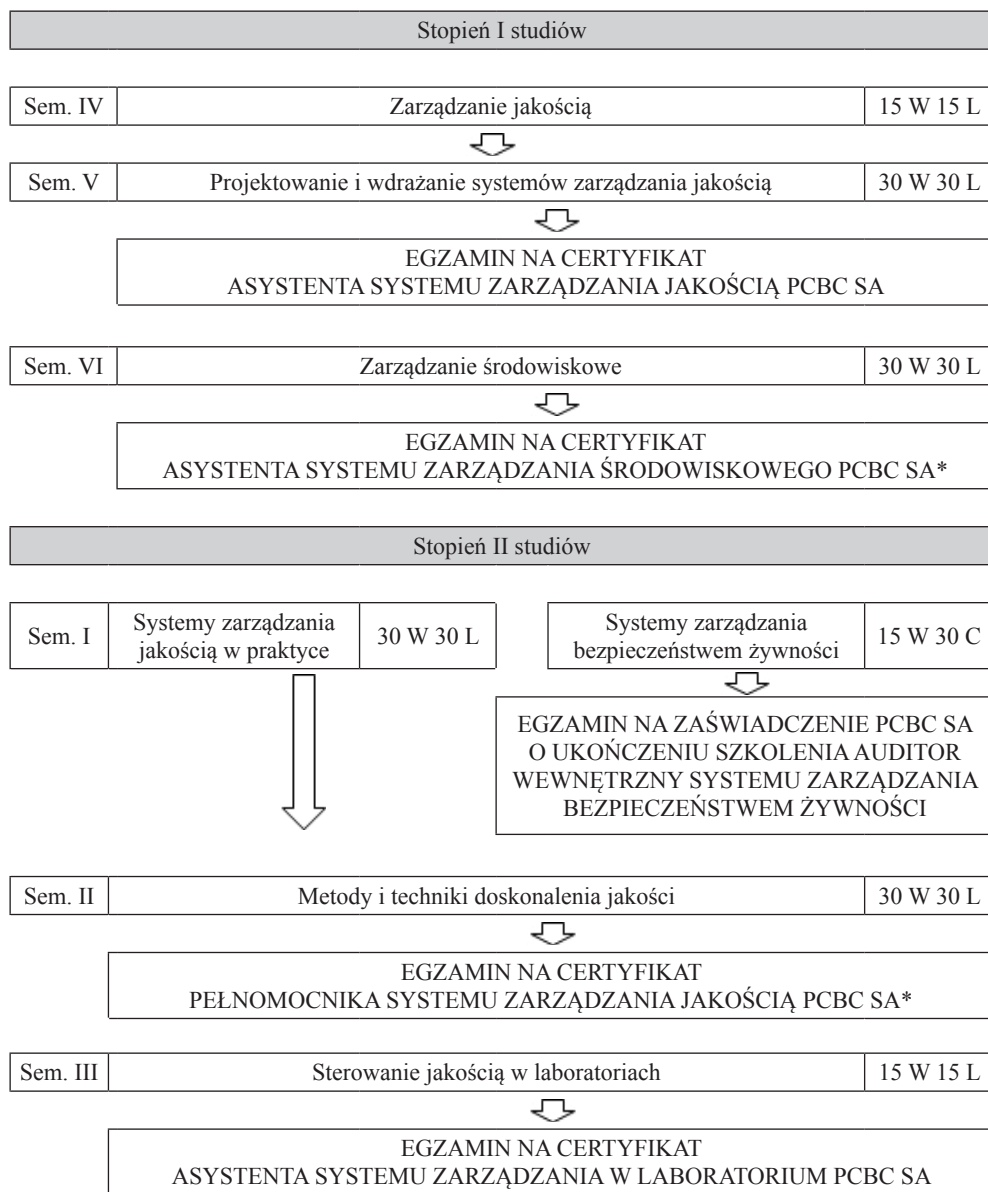 Stopień I studiów
Sem. IV Zarządzanie jakością 15 W 15 L
Sem. V Projektowanie i wdrażanie systemów zarządzania jakością 30 W 30 L
EGZAMIN NA CERTYFIKAT
ASYSTENTA SYSTEMU ZARZĄDZANIA JAKOŚCIĄ PCBC SA
Sem. VI Zarządzanie środowiskowe 30 W 30 L
EGZAMIN NA CERTYFIKAT
ASYSTENTA SYSTEMU ZARZĄDZANIA ŚRODOWISKOWEGO PCBC SA*
Stopień II studiów
Sem. I
Systemy zarządzania
jakością w praktyce
30 W 30 L
Systemy zarządzania
bezpieczeństwem żywności
15 W 30 C
EGZAMIN NA ZAŚWIADCZENIE PCBC SA
O UKOŃCZENIU SZKOLENIA AUDITOR
WEWNĘTRZNY SYSTEMU ZARZĄDZANIA
BEZPIECZEŃSTWEM ŻYWNOŚCI
Sem. II Metody i techniki doskonalenia jakości 30 W 30 L
EGZAMIN NA CERTYFIKAT
PEŁNOMOCNIKA SYSTEMU ZARZĄDZANIA JAKOŚCIĄ PCBC SA*
Sem. III Sterowanie jakością w laboratoriach 15 W 15 L
EGZAMIN NA CERTYFIKAT
ASYSTENTA SYSTEMU ZARZĄDZANIA W LABORATORIUM PCBC SA